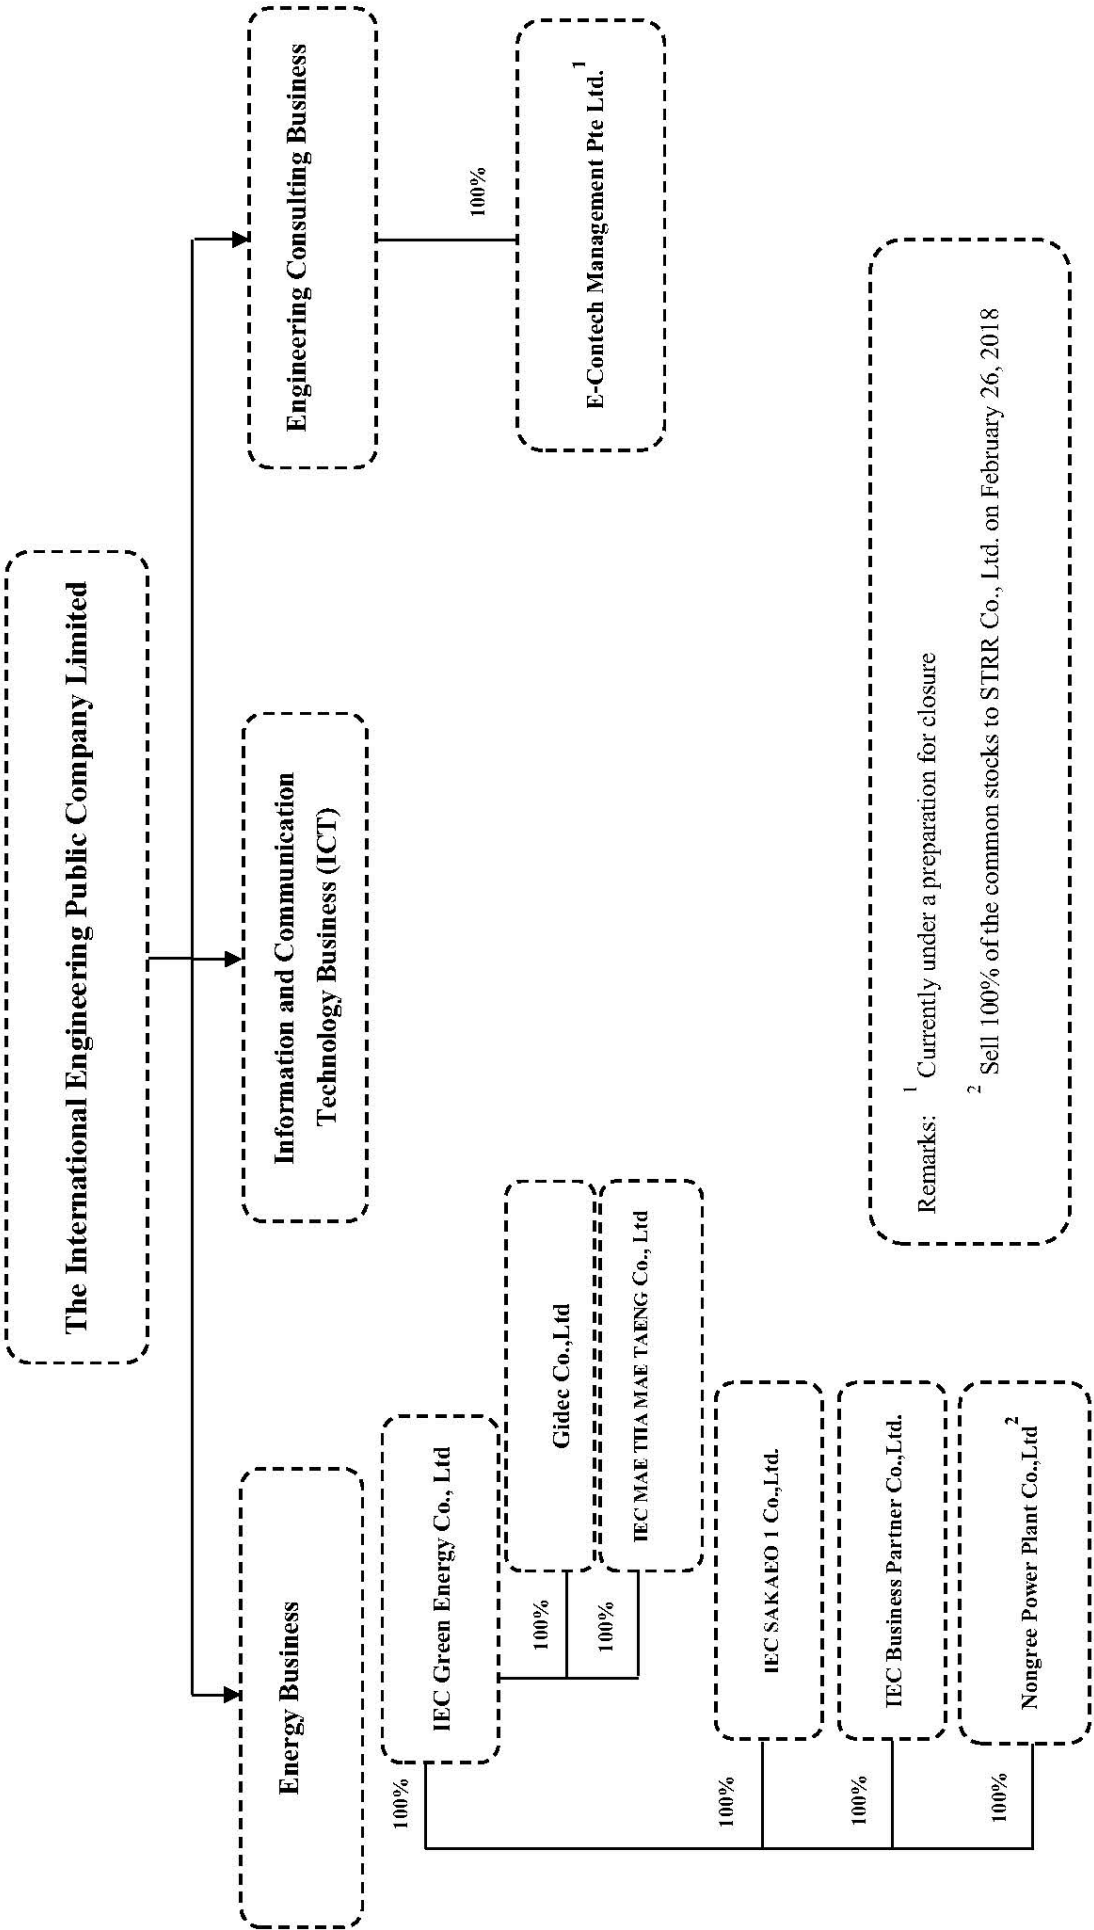 The International Engineering Public Company Limited
Energy Business
Information and Communication
Technology Business (ICT)
Engineering Consulting Business
100%
IEC Green Energy Co., Ltd
100%
Gidec Co.,Ltd
100%
IEC MAE THA MAE TAENG Co., Ltd
100%
IEC SAKAEO 1 Co.,Ltd.
100%
IEC Business Partner Co.,Ltd.
100%
Nongree Power Plant Co.,Ltd 2
100%
E-Contech Management Pte Ltd. 1
Remarks: 1 Currently under a preparation for closure
2 Sell 100% of the common stocks to STRR Co., Ltd. on February 26, 2018